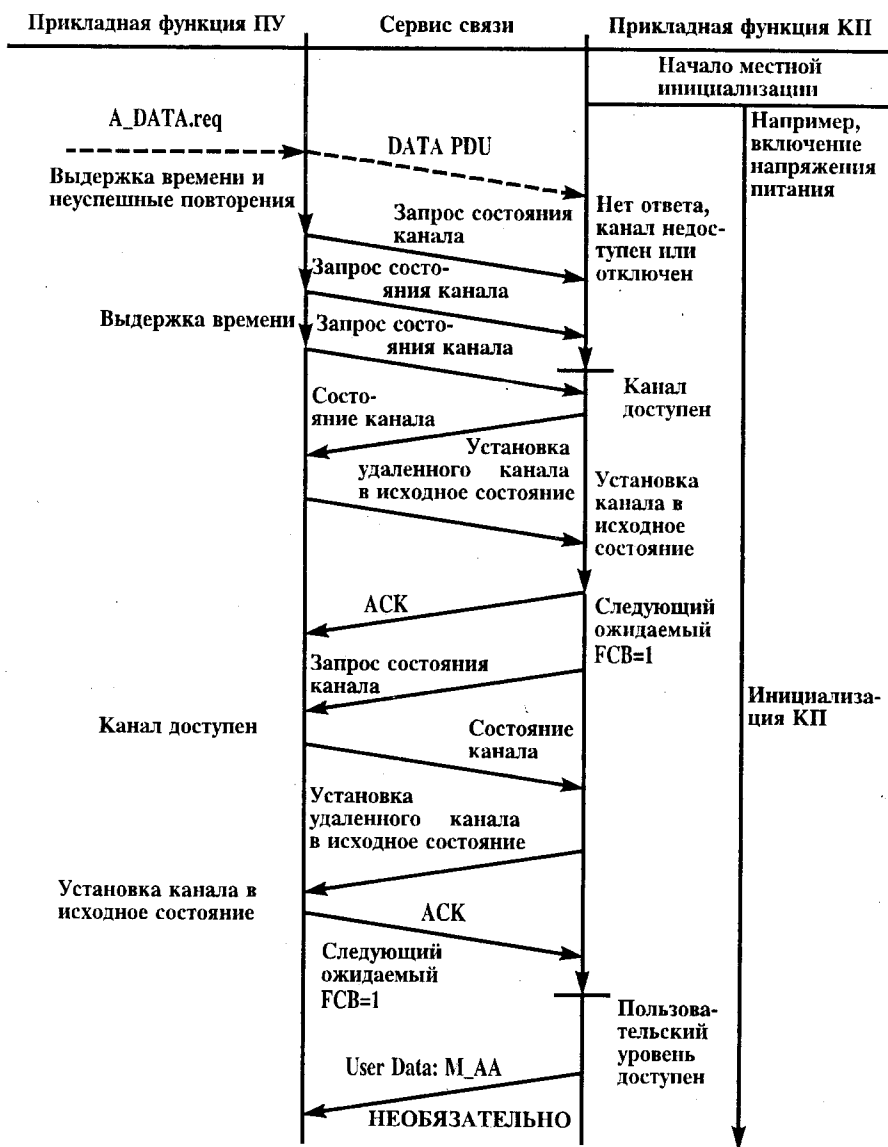 Прикладная функция ПУ
Сервис связи
Прикладная функция КП
Начало местной
инициализации
A_DATA.req
DATA PDU
Например,
включение
напряжения
питания
Выдержка времени и
неуспешные повторения
Запрос состояния
канала
Нет ответа,
канал недос-
тупен или
отключен
Запрос состо-
яния канала
Выдержка времени
Запрос состо-
яния канала
Канал
доступен
Состо-
яние канала
Установка
удаленного канала
в исходное состояние
Установка
канала в
исходное
состояние
ACK
Следующий
ожидаемый
FCB=1
Запрос состояния
канала
Инициализа-
ция КП
Канал доступен
Состояние
канала
Установка
удаленного канала
в исходное состояние
Установка канала в
исходное состояние
ACK
Следующий
ожидаемый
FCB=1
Пользова-
тельский
уровень
доступен
User Data: M_AA
НЕОБЯЗАТЕЛЬНО